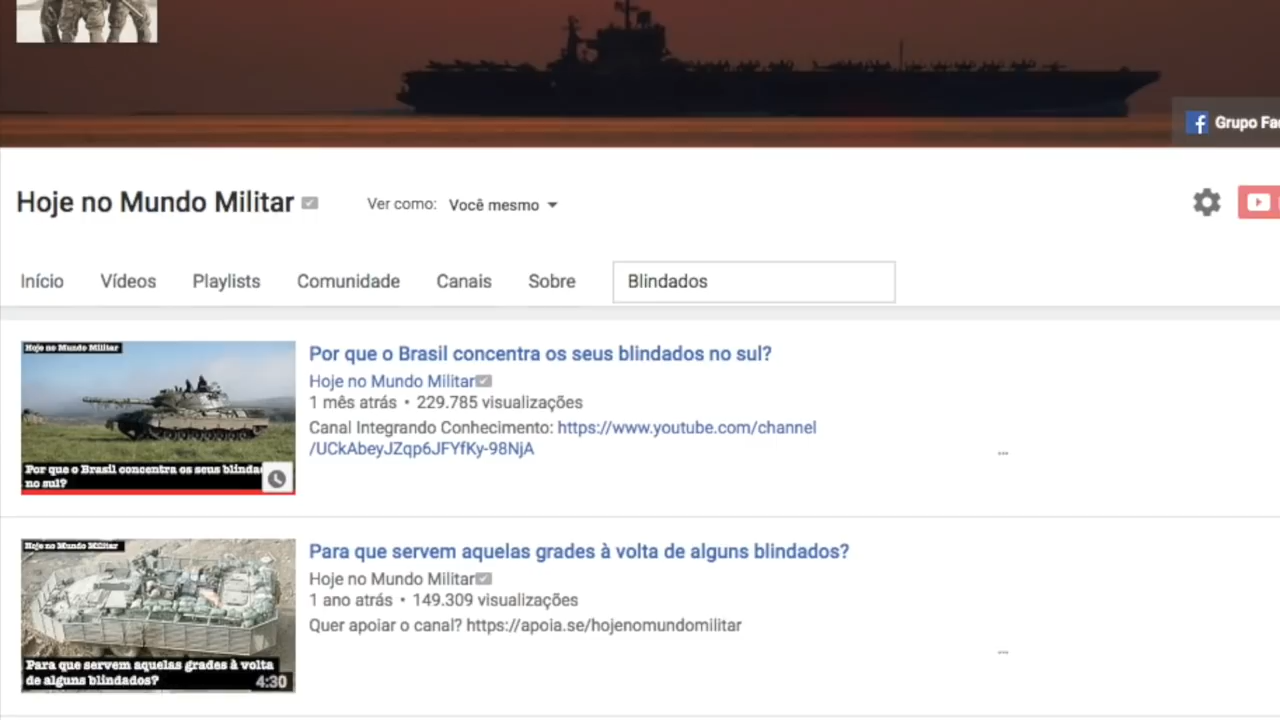 Grupo Fac
Hoje no Mundo Militar
Ver como: Você mesmo
Início Vídeos Playlists Comunidade Canais Sobre Blindados
Hoje no Mundo Militar
Por que o Brasil concentra os seus blinda
no sul?
Por que o Brasil concentra os seus blindados no sul?
Hoje no Mundo Militar
1 mês atrás • 229.785 visualizações
Canal Integrando Conhecimento: https://www.youtube.com/channel
/UCkAbeyJZqp6JFYfKy-98NjA
...
Hoje no Mundo Militar
Para que servem aquelas grades à volta
de alguns blindados?
4:30
Para que servem aquelas grades à volta de alguns blindados?
Hoje no Mundo Militar
1 ano atrás • 149.309 visualizações
Quer apoiar o canal? https://apoia.se/hojenomundomilitar
...